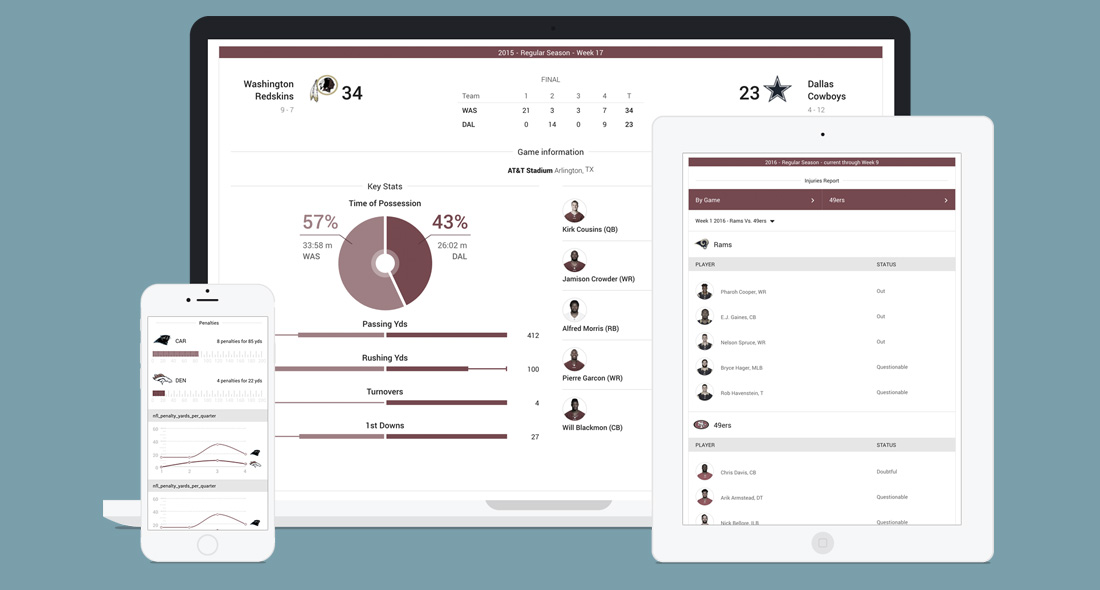 2015 - Regular Season - Week 17
Washington
Redskins
9 - 7
34
FINAL
Team 1 2 3 4 T
WAS 21 3 3 7 34
DAL 0 14 0 9 23
23
Dallas
Cowboys
4 - 12
Game information
AT&T Stadium Arlington, TX
Key Stats
Time of Possession
57%
33:58 m
WAS
43%
26:02 m
DAL
Passing Yds
412
Rushing Yds
100
Turnovers
4
1st Downs
27
Kirk Cousins (QB)
Jamison Crowder (WR)
Alfred Morris (RB)
Pierre Garcon (WR)
Will Blackmon (CB)
Penalties
CAR 8 penalties for 85 yds
DEN 4 penalties for 22 yds
nfl_penalty_yards_per_quarter
60
40
20
0
1 2 3 4
nfl_penalty_yards_per_quarter
60
40
20
2016 - Regular Season - current through Week 9
Injuries Report
By Game
49ers
Week 1 2016 - Rams Vs. 49ers
Rams
PLAYER STATUS
Pharoh Cooper, WR Out
E.J. Gaines, CB Out
Nelson Spruce, WR Out
Bryce Hager, MLB Questionable
Rob Havenstein, T Questionable
49ers
PLAYER STATUS
Chris Davis, CB Doubtful
Arik Armstead, DT Questionable
Nick Bellore, ILB Questionable